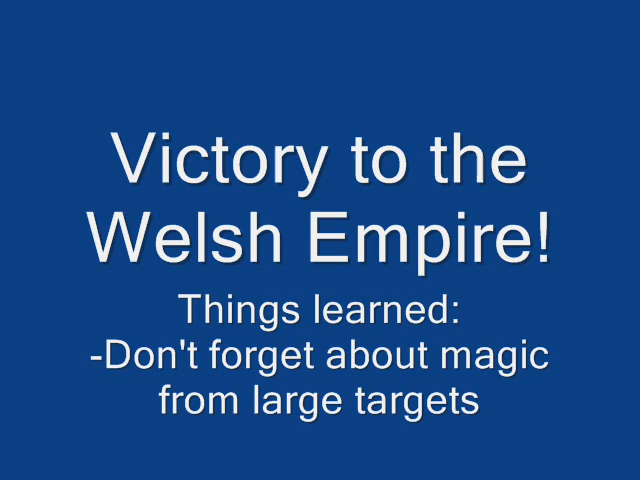 Victory to the
Welsh Empire!
Things learned:
-Don't forget about magic
from large targets